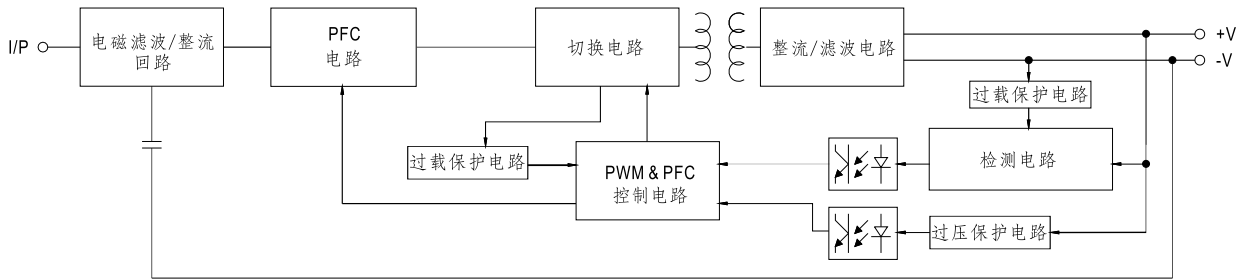 I/P
电磁滤波/整流
回路
PFC
电路
切换电路
整流/滤波电路
+V
-V
过载保护电路
过载保护电路
PWM & PFC
控制电路
检测电路
过压保护电路